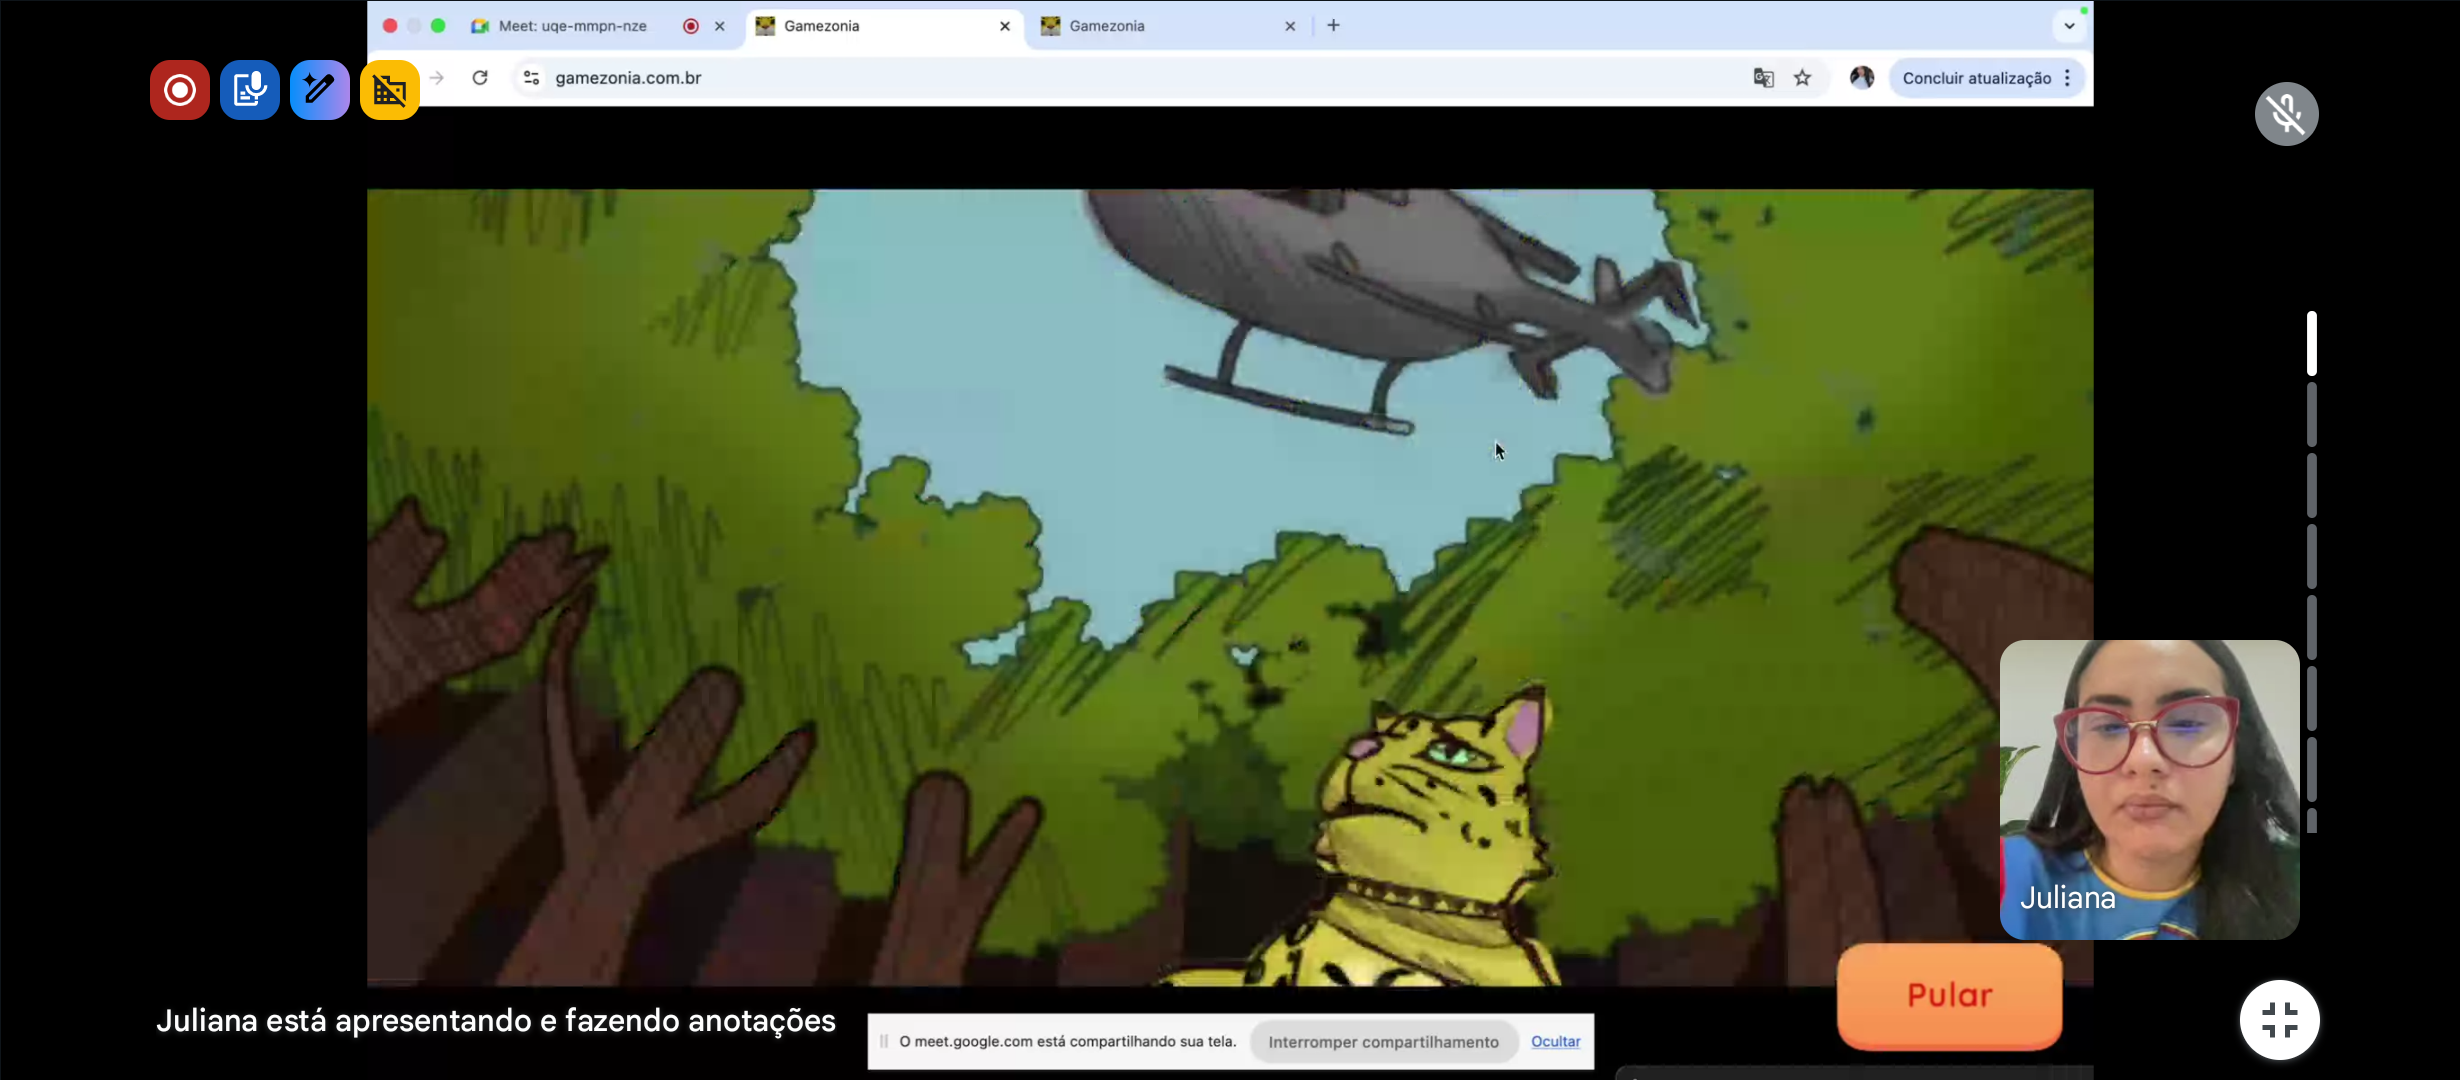 Meet: uqe-mmpn-nze
Gamezonia
Gamezonia
gamezonia.com.br
Concluir atualização
Juliana
Pular
Juliana está apresentando e fazendo anotações
O meet.google.com está compartilhando sua tela.
Interromper compartilhamento
Ocultar